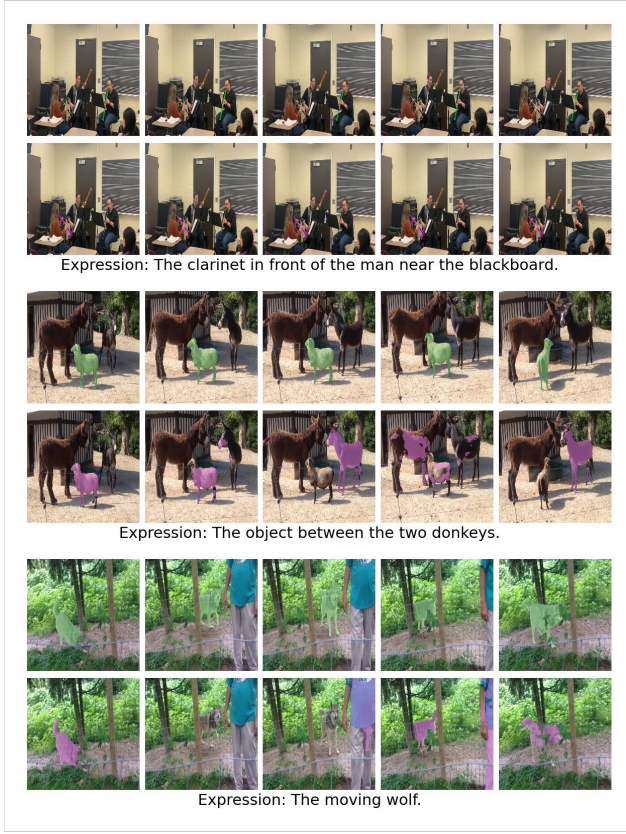 Expression: The clarinet in front of the man near the blackboard.
Expression: The object between the two donkeys.
Expression: The moving wolf.